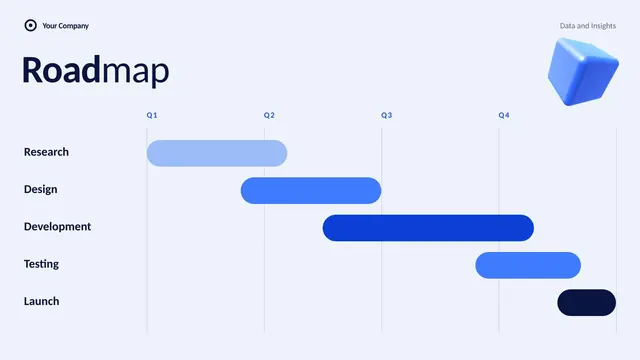 Your Company
Data and Insights
Roadmap
Q1 Q2 Q3 Q4
Research
Design
Development
Testing
Launch